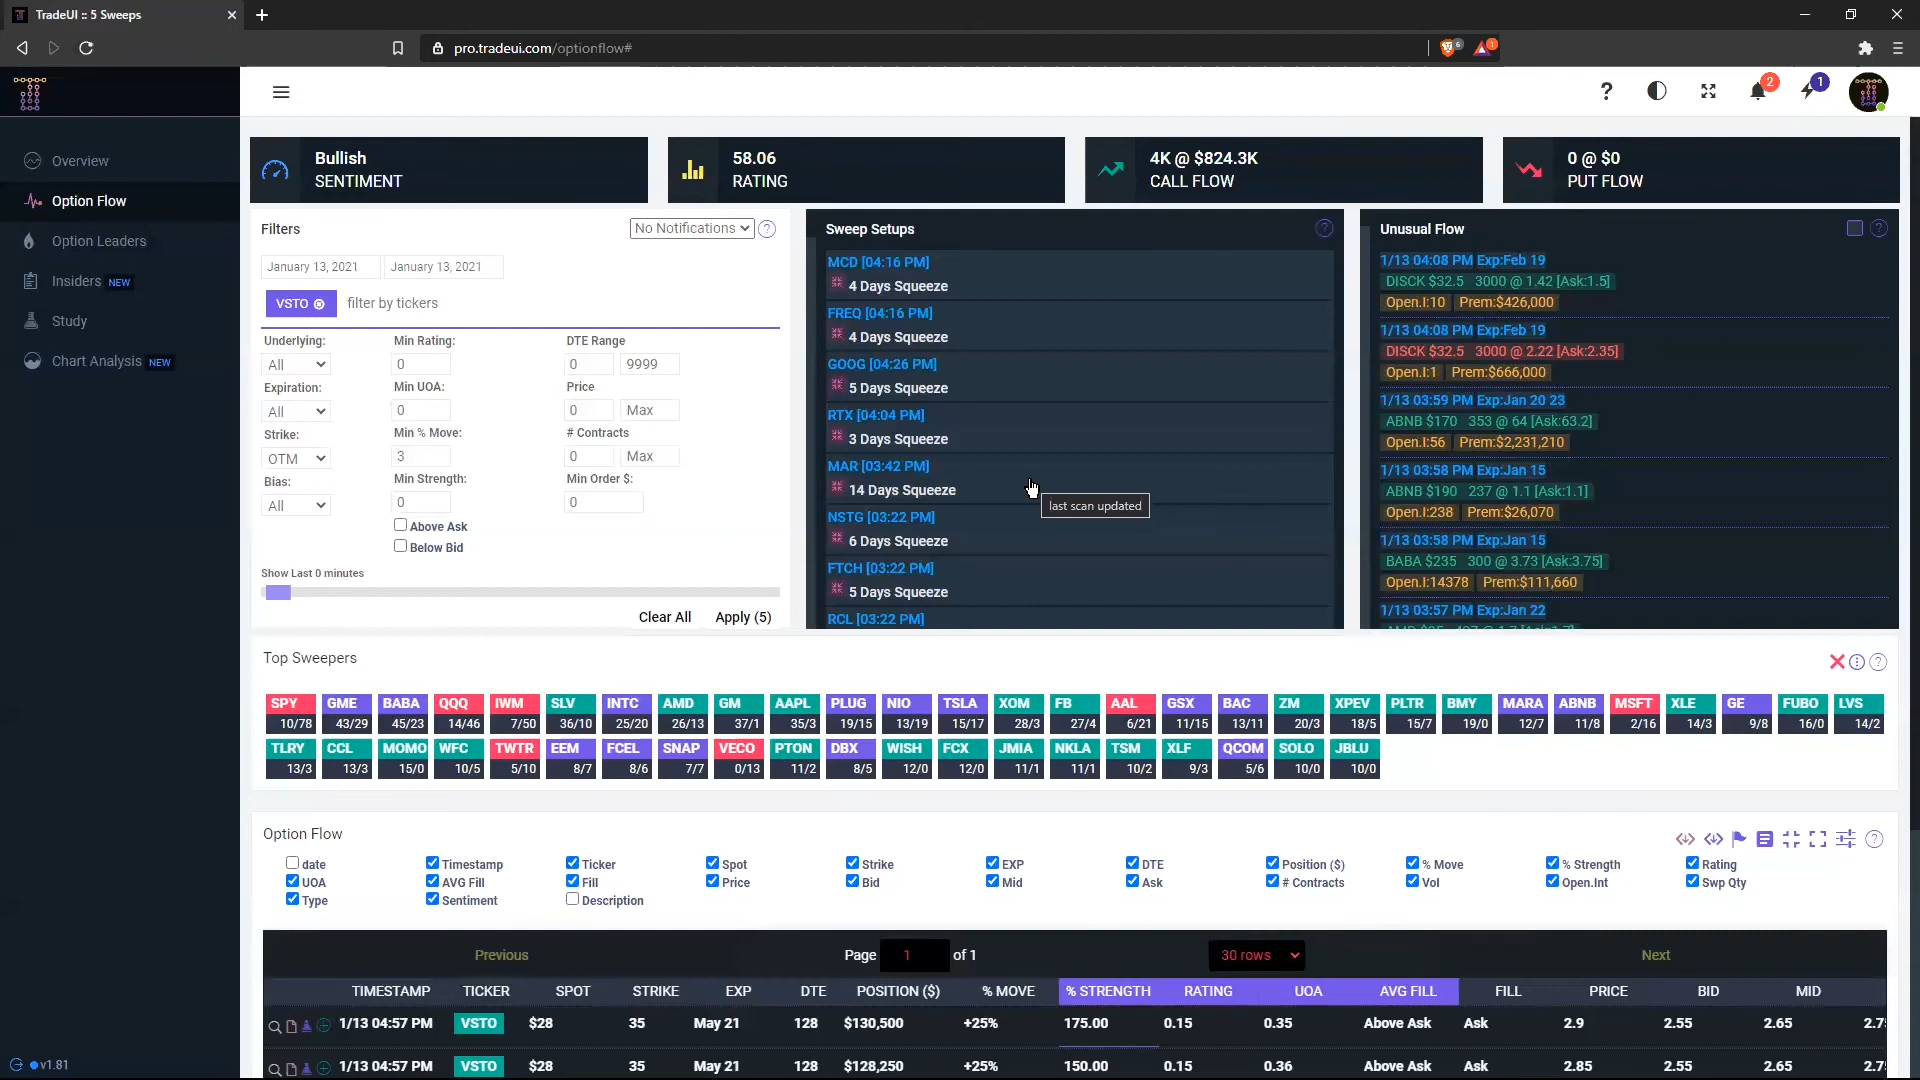 TradeUI :: 5 Sweeps
pro.tradeui.com/optionflow#
6
1
2
1
Overview
Option Flow
Option Leaders
Insiders NEW
Study
Chart Analysis NEW
v1.81
Bullish
SENTIMENT
58.06
RATING
4K @ $824.3K
CALL FLOW
0 @ $0
PUT FLOW
Filters
No Notifications
January 13, 2021 January 13, 2021
VSTO filter by tickers
Underlying: Min Rating: DTE Range
All 0 0 9999
Expiration: Min UOA: Price
All 0 0 Max
Strike: Min % Move: # Contracts
OTM 3 0 Max
Bias: Min Strength: Min Order $:
All 0 0
Above Ask
Below Bid
Show Last 0 minutes
Clear All Apply (5)
Sweep Setups
MCD [04:16 PM]
4 Days Squeeze
FREQ [04:16 PM]
4 Days Squeeze
GOOG [04:26 PM]
5 Days Squeeze
RTX [04:04 PM]
3 Days Squeeze
MAR [03:42 PM]
14 Days Squeeze
last scan updated
NSTG [03:22 PM]
6 Days Squeeze
FTCH [03:22 PM]
5 Days Squeeze
RCL [03:22 PM]
Unusual Flow
1/13 04:08 PM Exp:Feb 19
DISCK $32.5 3000 @ 1.42 [Ask:1.5]
Open.I:10 Prem:$426,000
1/13 04:08 PM Exp:Feb 19
DISCK $32.5 3000 @ 2.22 [Ask:2.35]
Open.I:1 Prem:$666,000
1/13 03:59 PM Exp:Jan 20 23
ABNB $170 353 @ 64 [Ask:63.2]
Open.I:56 Prem:$2,231,210
1/13 03:58 PM Exp:Jan 15
ABNB $190 237 @ 1.1 [Ask:1.1]
Open.I:238 Prem:$26,070
1/13 03:58 PM Exp:Jan 15
BABA $235 300 @ 3.73 [Ask:3.75]
Open.I:14378 Prem:$111,660
1/13 03:57 PM Exp:Jan 22
Top Sweepers
SPY GME BABA QQQ IWM SLV INTC AMD GM AAPL PLUG NIO TSLA XOM FB AAL GSX BAC ZM XPEV PLTR BMY MARA ABNB MSFT XLE GE FUBO LVS
10/78 43/29 45/23 14/46 7/50 36/10 25/20 26/13 37/1 35/3 19/15 13/19 15/17 28/3 27/4 6/21 11/15 13/11 20/3 18/5 15/7 19/0 12/7 11/8 2/16 14/3 9/8 16/0 14/2
TLRY CCL MOMO WFC TWTR EEM FCEL SNAP VECO PTON DBX WISH FCX JMIA NKLA TSM XLF QCOM SOLO JBLU
13/3 13/3 15/0 10/5 5/10 8/7 8/6 7/7 0/13 11/2 8/5 12/0 12/0 11/1 11/1 10/2 9/3 5/6 10/0 10/0
Option Flow
date Timestamp Ticker Spot Strike EXP DTE Position ($) % Move % Strength Rating
UOA AVG Fill Fill Price Bid Mid Ask # Contracts Vol Open.Int Swp Qty
Type Sentiment Description
Previous Page 1 of 1 30 rows Next
TIMESTAMP TICKER SPOT STRIKE EXP DTE POSITION ($) % MOVE % STRENGTH RATING UOA AVG FILL FILL PRICE BID MID
1/13 04:57 PM VSTO $28 35 May 21 128 $130,500 +25% 175.00 0.15 0.35 Above Ask Ask 2.9 2.55 2.65
1/13 04:57 PM VSTO $28 35 May 21 128 $128,250 +25% 150.00 0.15 0.36 Above Ask Ask 2.85 2.55 2.65